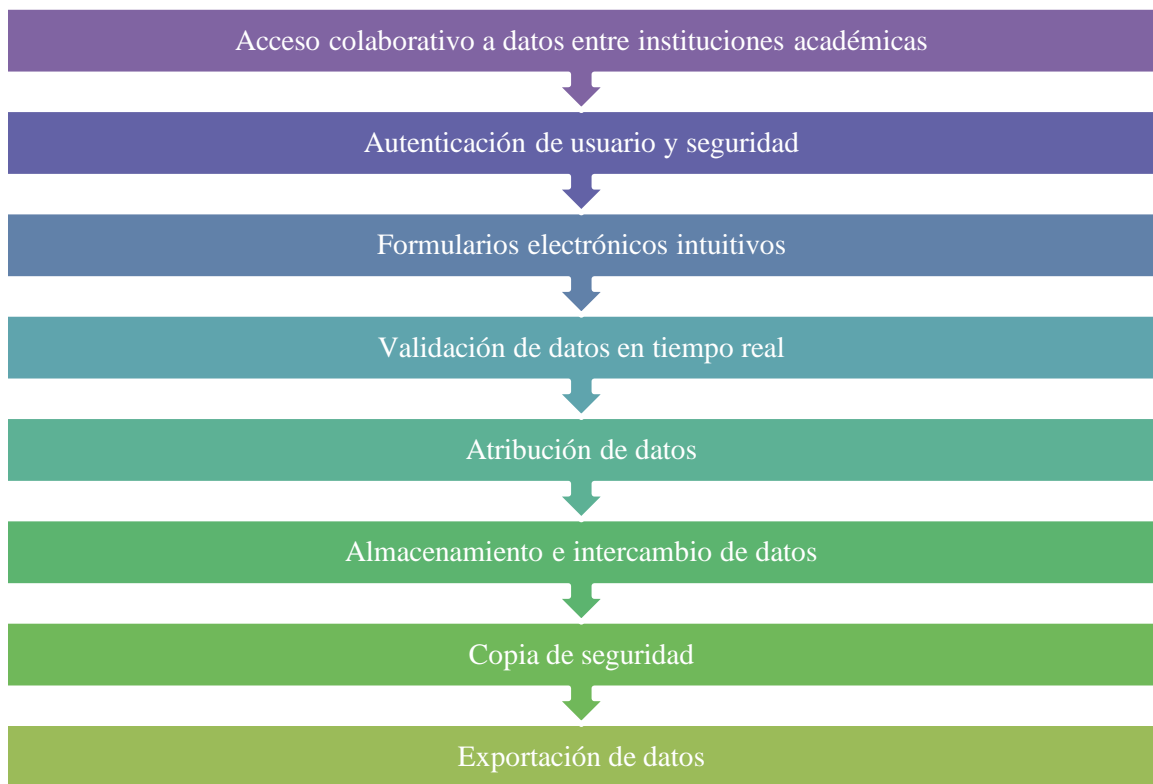 Acceso colaborativo a datos entre instituciones académicas
Autenticación de usuario y seguridad
Formularios electrónicos intuitivos
Validación de datos en tiempo real
Atribución de datos
Almacenamiento e intercambio de datos
Copia de seguridad
Exportación de datos